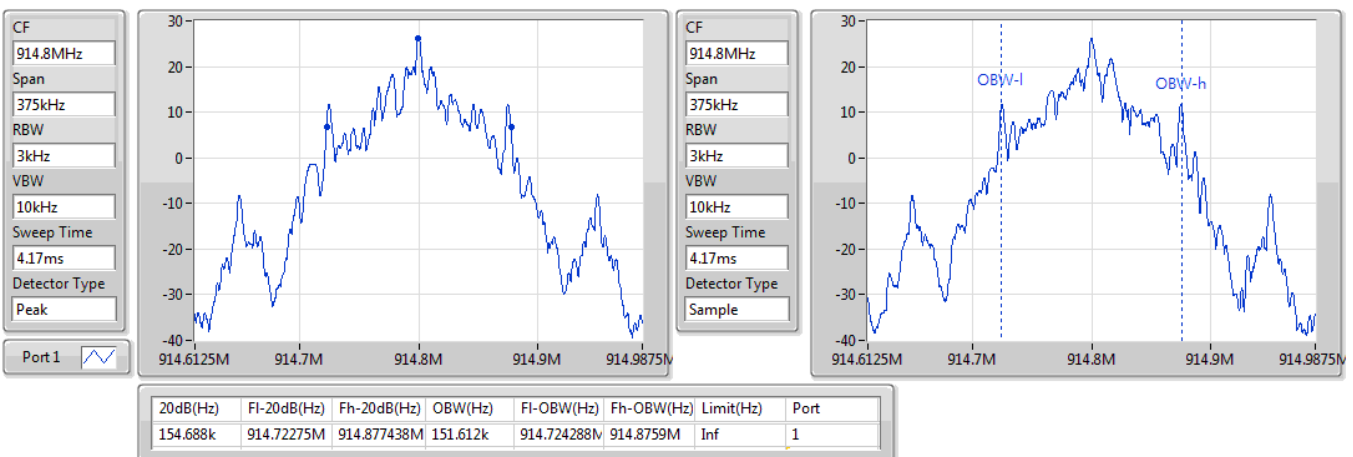 CF
914.8MHz
Span
375kHz
RBW
3kHz
VBW
10kHz
Sweep Time
4.17ms
Detector Type
Peak
Port 1
30
20
10
0
-10
-20
-30
-40
914.6125M 914.7M 914.8M 914.9M 914.9875M
CF
914.8MHz
Span
375kHz
RBW
3kHz
VBW
10kHz
Sweep Time
4.17ms
Detector Type
Sample
30
20
10
0
-10
-20
-30
-40
OBW-l
OBW-h
914.6125M 914.7M 914.8M 914.9M 914.9875M
20dB(Hz) Fl-20dB(Hz) Fh-20dB(Hz) OBW(Hz) Fl-OBW(Hz) Fh-OBW(Hz) Limit(Hz) Port
154.688k 914.72275M 914.877438M 151.612k 914.724288M 914.8759M Inf 1